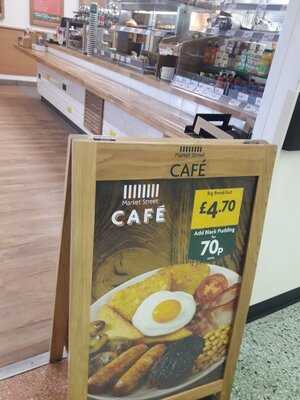 Market Street
CAFÉ
Market Street
CAFÉ
Big Breakfast
£4.70
Add Black Pudding
for
70p